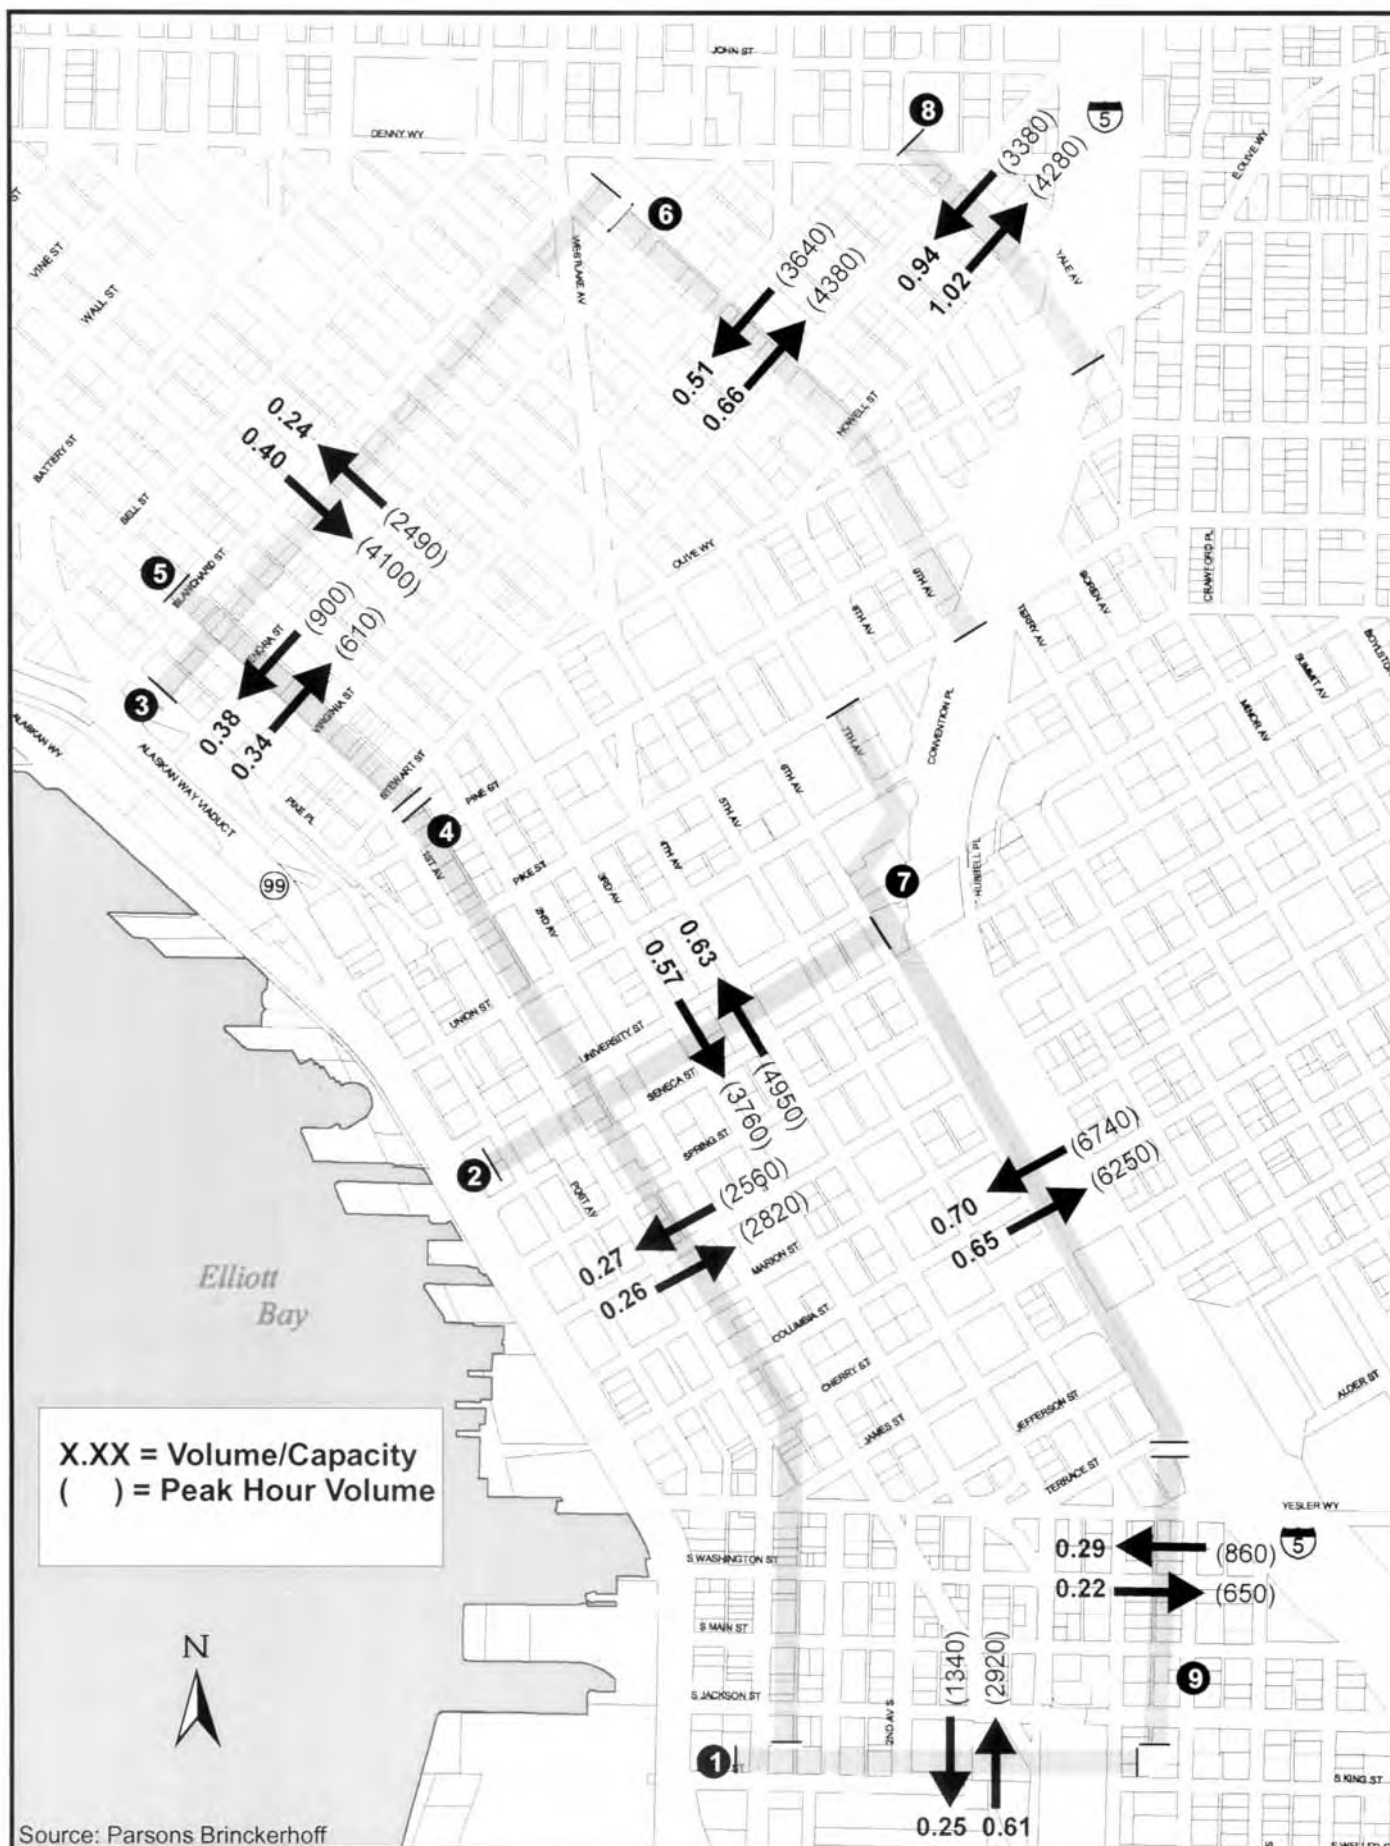 JOHN ST
8
5
(3380)
(4280)
E OLIVE WY
DENNY WY
6
0.94
1.02
YALE AV
WESTLAKE AV
VINE ST
WALL ST
ST
(3640)
(4380)
0.51
0.66
HOWELL ST
0.24
0.40
(2490)
(4100)
BATTERY ST
BELL ST
OLIVE WY
5
BLANCHARD ST
CRAWFORD PL
9TH AV
8TH AV
BOREN AV
TERRY AV
BOYLSTON
SUMMIT AV
MINOR AV
(900)
(610)
3
0.38
0.34
VIRGINIA ST
STEWART ST
7TH AV
CONVENTION PL
6TH AV
5TH AV
4TH AV
3RD AV
2ND AV
1ST AV
PINE ST
PIKE ST
4
ALASKAN WY
ALASKAN WAY VIADUCT
PINE PL
99
7
HUBBELL PL
0.63
0.57
UNION ST
UNIVERSITY ST
SENECA ST
SPRING ST
(3760)
(4950)
2
POST AV
(2560)
(2820)
0.27
0.26
MARION ST
(6740)
(6250)
0.70
0.65
COLUMBIA ST
CHERRY ST
JAMES ST
JEFFERSON ST
TERRACE ST
ALDER ST
Elliott
Bay
X.XX = Volume/Capacity
( ) = Peak Hour Volume
YESLER WY
5
S WASHINGTON ST
0.29
(860)
0.22
(650)
S MAIN ST
(1340)
(2920)
N
S JACKSON ST
2ND AV S
9
1
ST
S KING ST
0.25
0.61
Source: Parsons Brinckerhoff